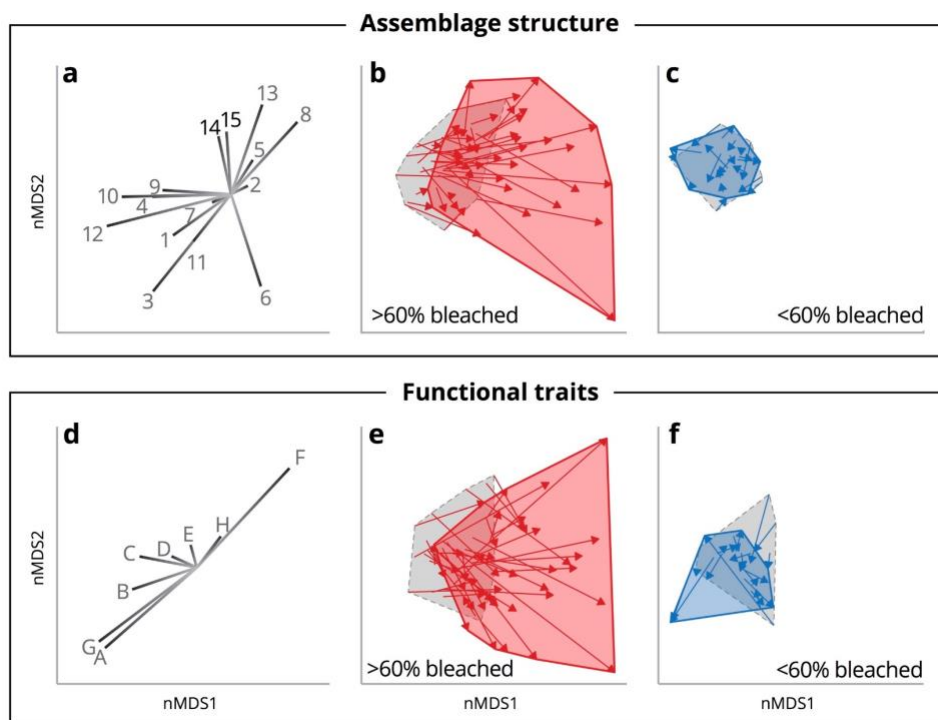 Assemblage structure
a
b
c
13
8
14
15
5
2
9
10
4
7
12
1
11
3
6
nMDS2
>60% bleached
<60% bleached
Functional traits
d
e
f
F
H
E
D
C
B
G
A
nMDS2
>60% bleached
<60% bleached
nMDS1
nMDS1
nMDS1